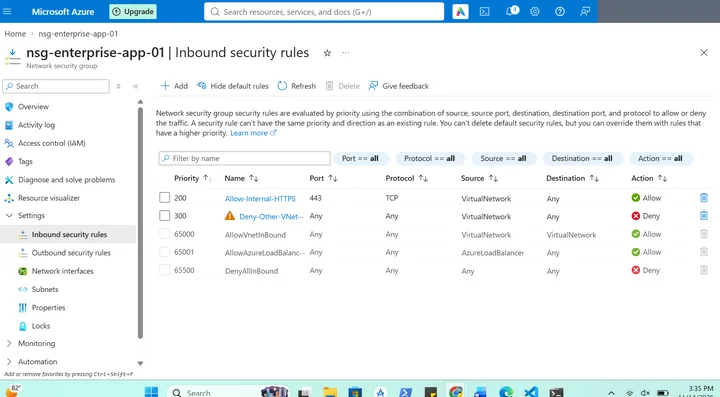 Microsoft Azure
Upgrade
Search resources, services, and docs (G+/)
4
Home > nsg-enterprise-app-01
nsg-enterprise-app-01 | Inbound security rules
Network security group
Search
Add
Hide default rules
Refresh
Delete
Give feedback
Overview
Activity log
Access control (IAM)
Tags
Diagnose and solve problems
Resource visualizer
Settings
Inbound security rules
Outbound security rules
Network interfaces
Subnets
Properties
Locks
Monitoring
Automation
Add or remove favorites by pressing Ctrl+Shift+F
Network security group security rules are evaluated by priority using the combination of source, source port, destination, destination port, and protocol to allow or deny
the traffic. A security rule can't have the same priority and direction as an existing rule. You can't delete default security rules, but you can override them with rules that
have a higher priority. Learn more
Filter by name
Port == all
Protocol == all
Source == all
Destination == all
Action == all
Priority Name Port Protocol Source Destination Action
200 Allow-Internal-HTTPS 443 TCP VirtualNetwork Any Allow
300 Deny-Other-VNet-... Any Any VirtualNetwork Any Deny
65000 AllowVnetInBound Any Any VirtualNetwork VirtualNetwork Allow
65001 AllowAzureLoadBalanc... Any Any AzureLoadBalancer Any Allow
65500 DenyAllInBound Any Any Any Any Deny
82°
Search
3:35 PM